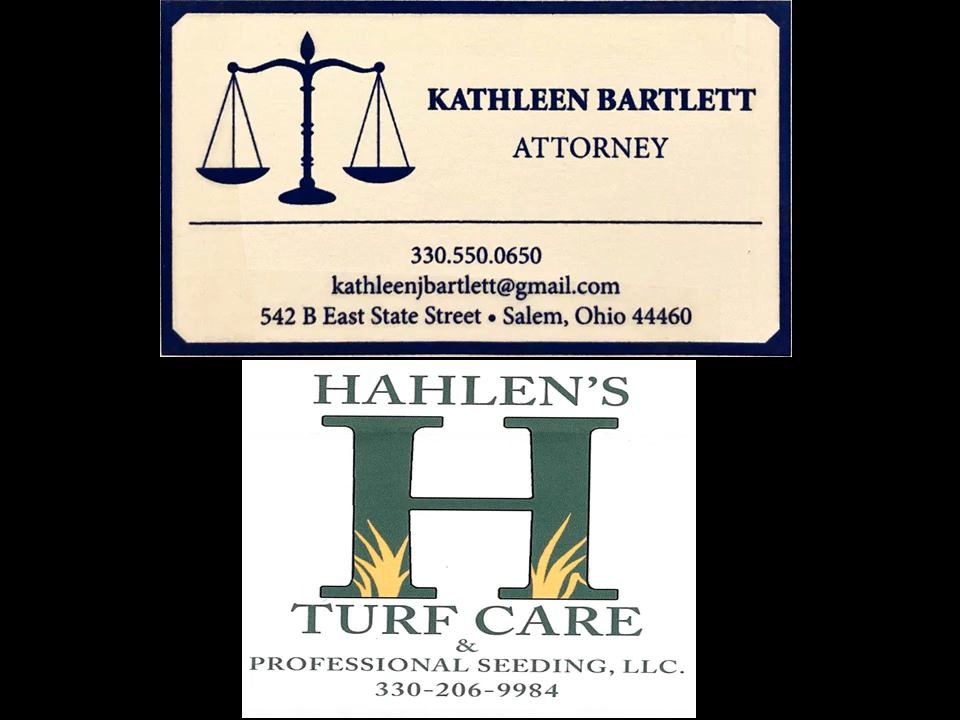 KATHLEEN BARTLETT
ATTORNEY
330.550.0650
kathleenjbartlett@gmail.com
542 B East State Street • Salem, Ohio 44460
HAHLEN'S
H
TURF CARE
&
PROFESSIONAL SEEDING, LLC.
330-206-9984